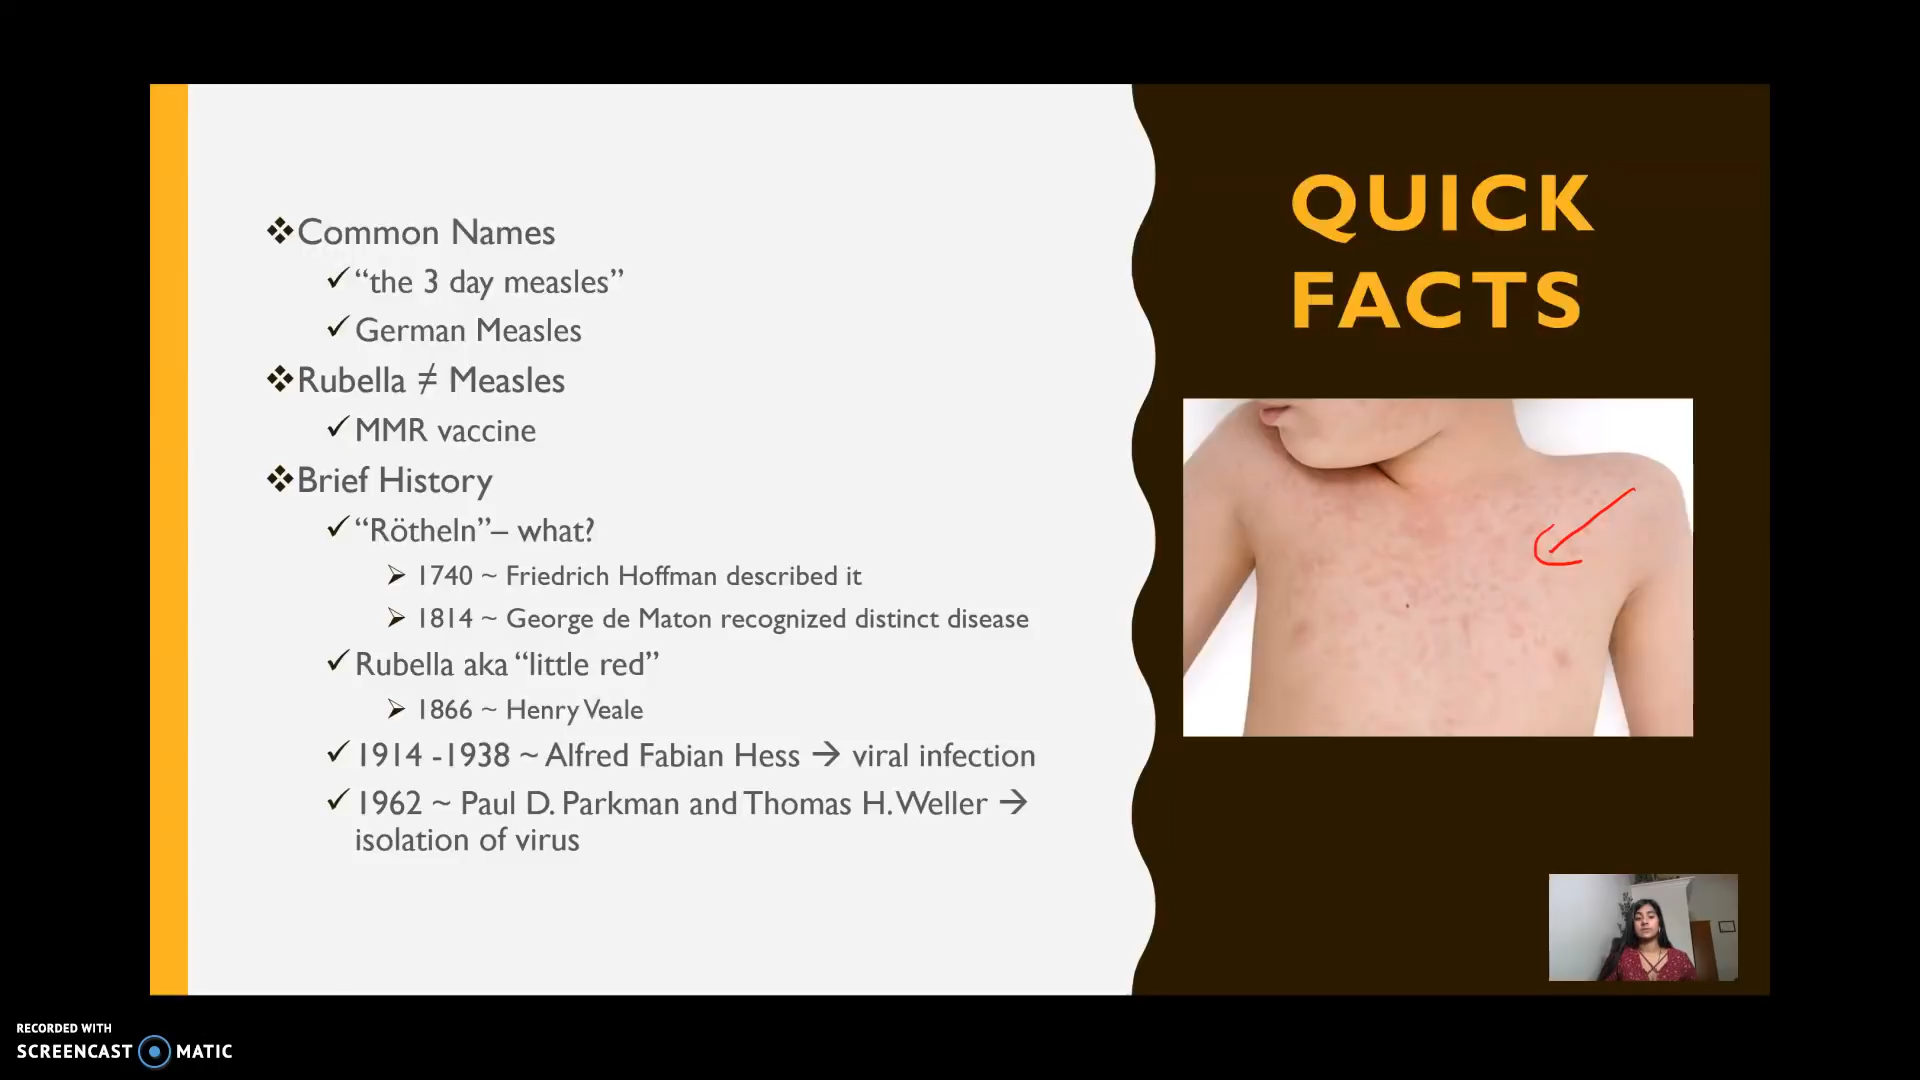 QUICK
FACTS
❖Common Names
✓“the 3 day measles”
✓German Measles
❖Rubella ≠ Measles
✓MMR vaccine
❖Brief History
✓“Rötheln”– what?
➢ 1740 ~ Friedrich Hoffman described it
➢ 1814 ~ George de Maton recognized distinct disease
✓Rubella aka “little red”
➢ 1866 ~ Henry Veale
✓1914 -1938 ~ Alfred Fabian Hess → viral infection
✓1962 ~ Paul D. Parkman and Thomas H. Weller →
isolation of virus
RECORDED WITH
SCREENCAST MATIC